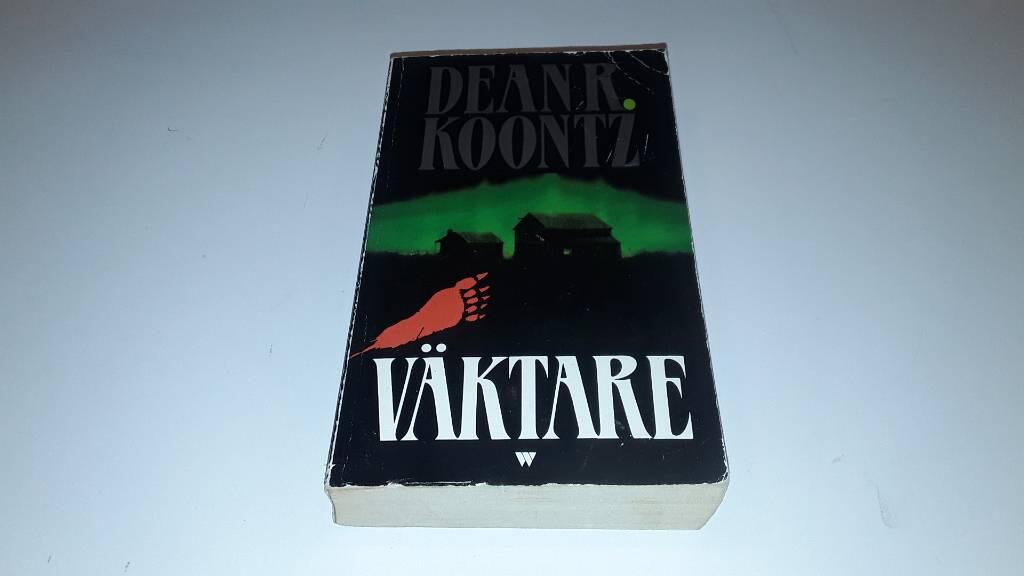 DEAN R.
KOONTZ
VÄKTARE
W